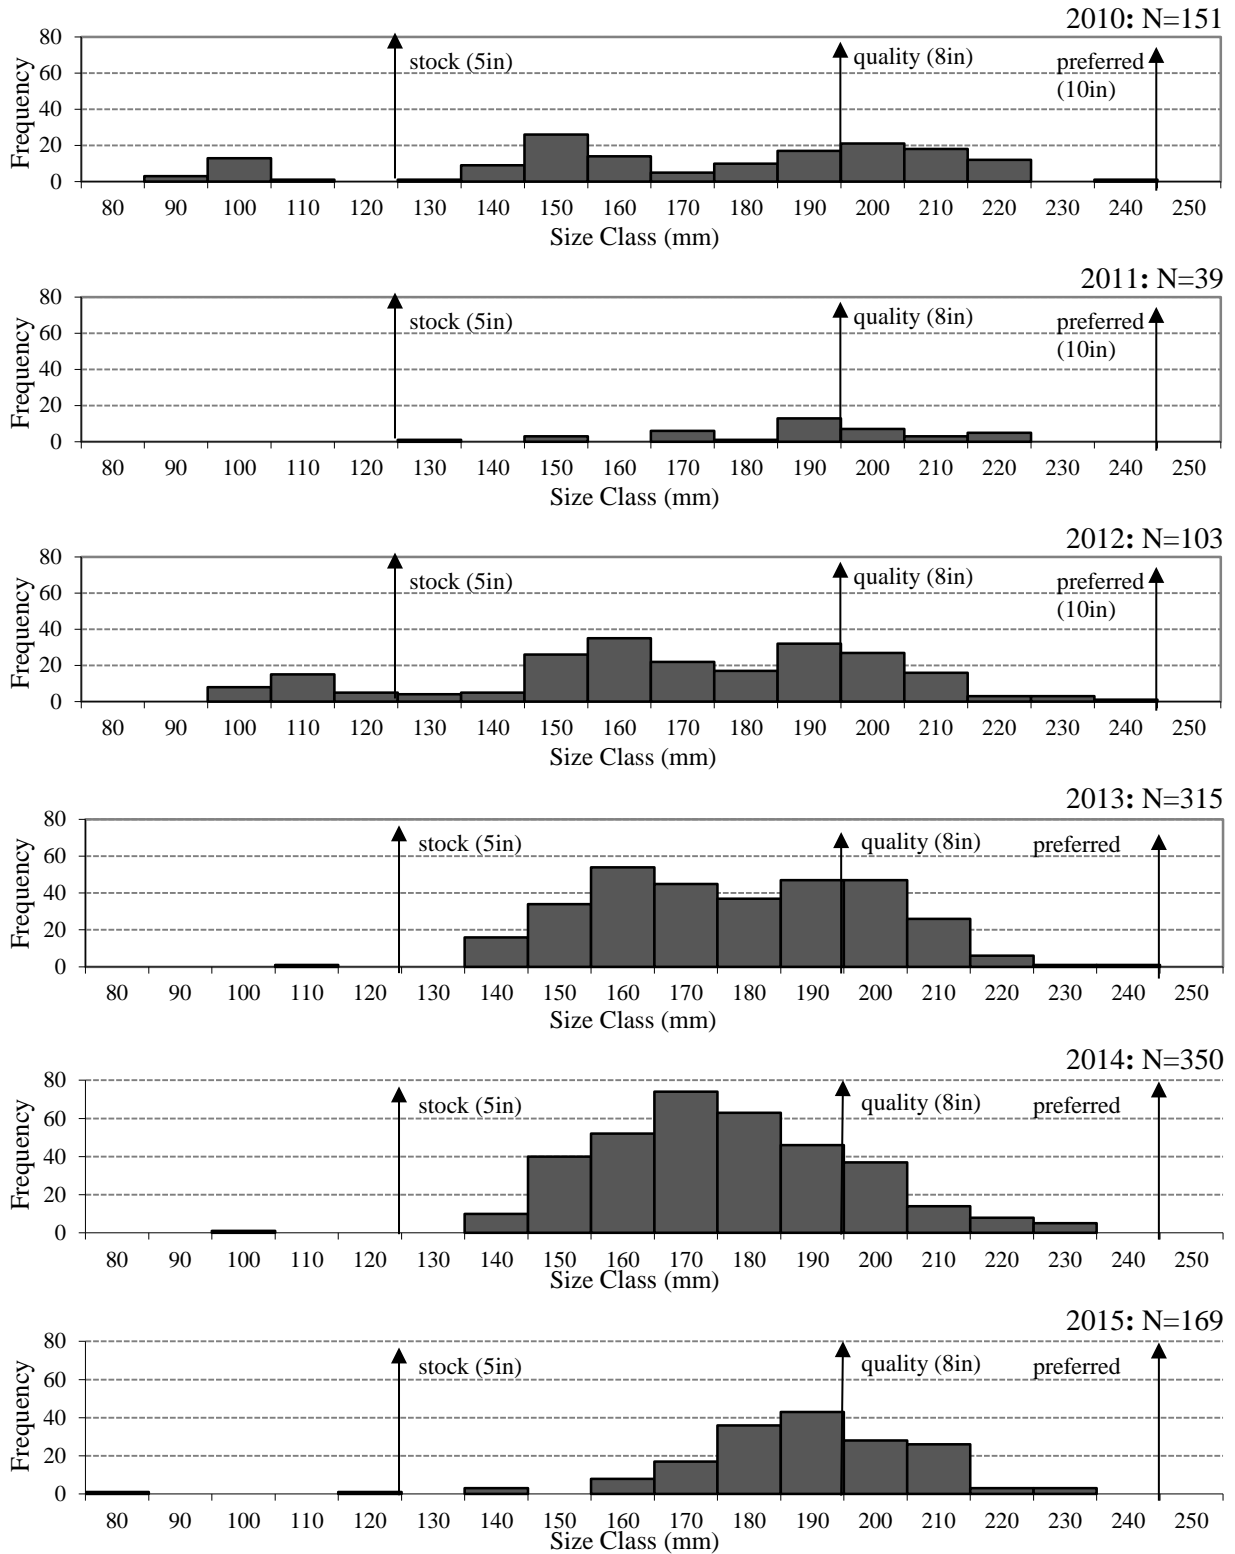 2010: N=151
80
60
40
20
0
Frequency
stock (5in)
quality (8in)
preferred
(10in)
80 90 100 110 120 130 140 150 160 170 180 190 200 210 220 230 240 250
Size Class (mm)
2011: N=39
80
60
40
20
0
Frequency
stock (5in)
quality (8in)
preferred
(10in)
80 90 100 110 120 130 140 150 160 170 180 190 200 210 220 230 240 250
Size Class (mm)
2012: N=103
80
60
40
20
0
Frequency
stock (5in)
quality (8in)
preferred
(10in)
80 90 100 110 120 130 140 150 160 170 180 190 200 210 220 230 240 250
Size Class (mm)
2013: N=315
80
60
40
20
0
Frequency
stock (5in)
quality (8in)
preferred
80 90 100 110 120 130 140 150 160 170 180 190 200 210 220 230 240 250
Size Class (mm)
2014: N=350
80
60
40
20
0
Frequency
stock (5in)
quality (8in)
preferred
80 90 100 110 120 130 140 150 160 170 180 190 200 210 220 230 240 250
Size Class (mm)
2015: N=169
80
60
40
20
0
Frequency
stock (5in)
quality (8in)
preferred
80 90 100 110 120 130 140 150 160 170 180 190 200 210 220 230 240 250
Size Class (mm)